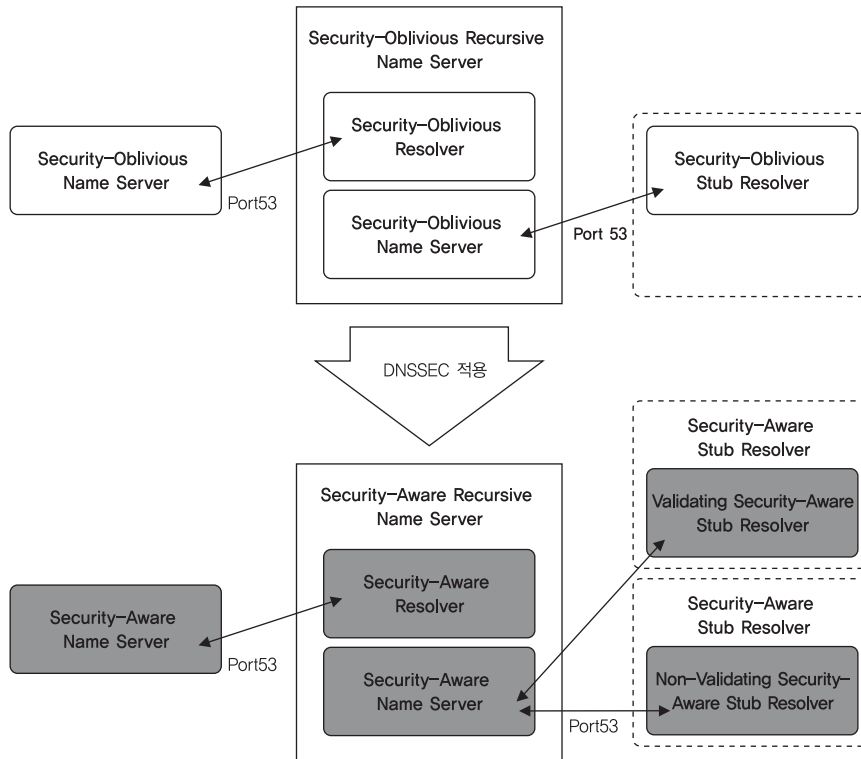 Security-Oblivious Recursive
Name Server
Security-Oblivious
Resolver
Security-Oblivious
Name Server
Port53
Security-Oblivious
Name Server
Port 53
Security-Oblivious
Stub Resolver
DNSSEC 적용
Security-Aware Recursive
Name Server
Security-Aware
Resolver
Security-Aware
Name Server
Port53
Security-Aware
Name Server
Port53
Security-Aware
Stub Resolver
Validating Security-Aware
Stub Resolver
Security-Aware
Stub Resolver
Non-Validating Security-
Aware Stub Resolver